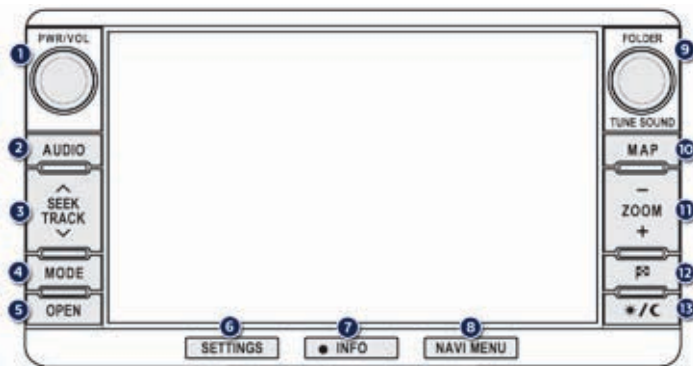 PWR/VOL
1
2
AUDIO
3
SEEK
TRACK
4
MODE
5
OPEN
6
SETTINGS
7
INFO
8
NAVI MENU
FOLDER
9
TUNE SOUND
MAP
10
−
ZOOM
11
+
12
/
13